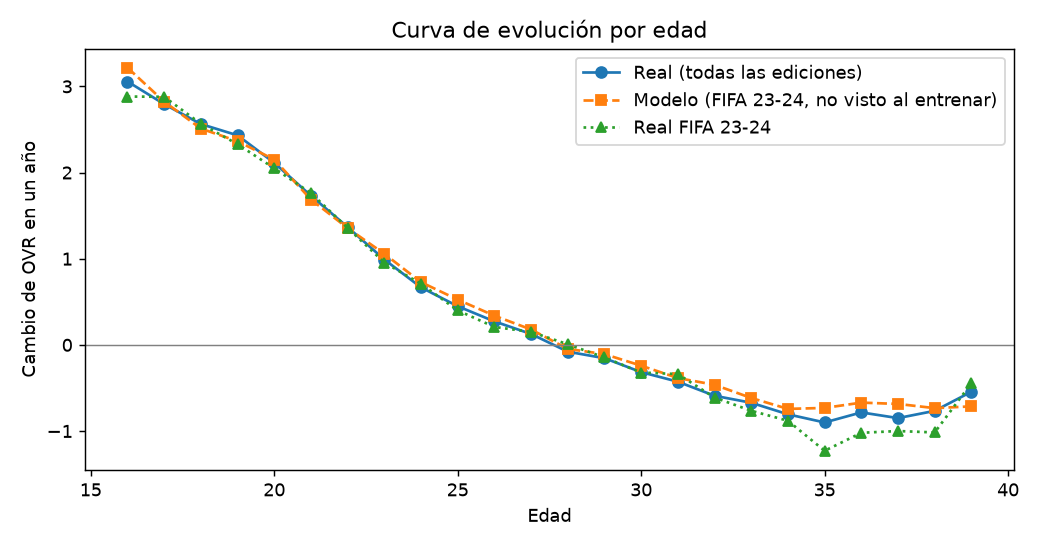 Curva de evolución por edad
Real (todas las ediciones)
Modelo (FIFA 23-24, no visto al entrenar)
Real FIFA 23-24
Cambio de OVR en un año
3
2
1
0
−1
15
20
25
30
35
40
Edad